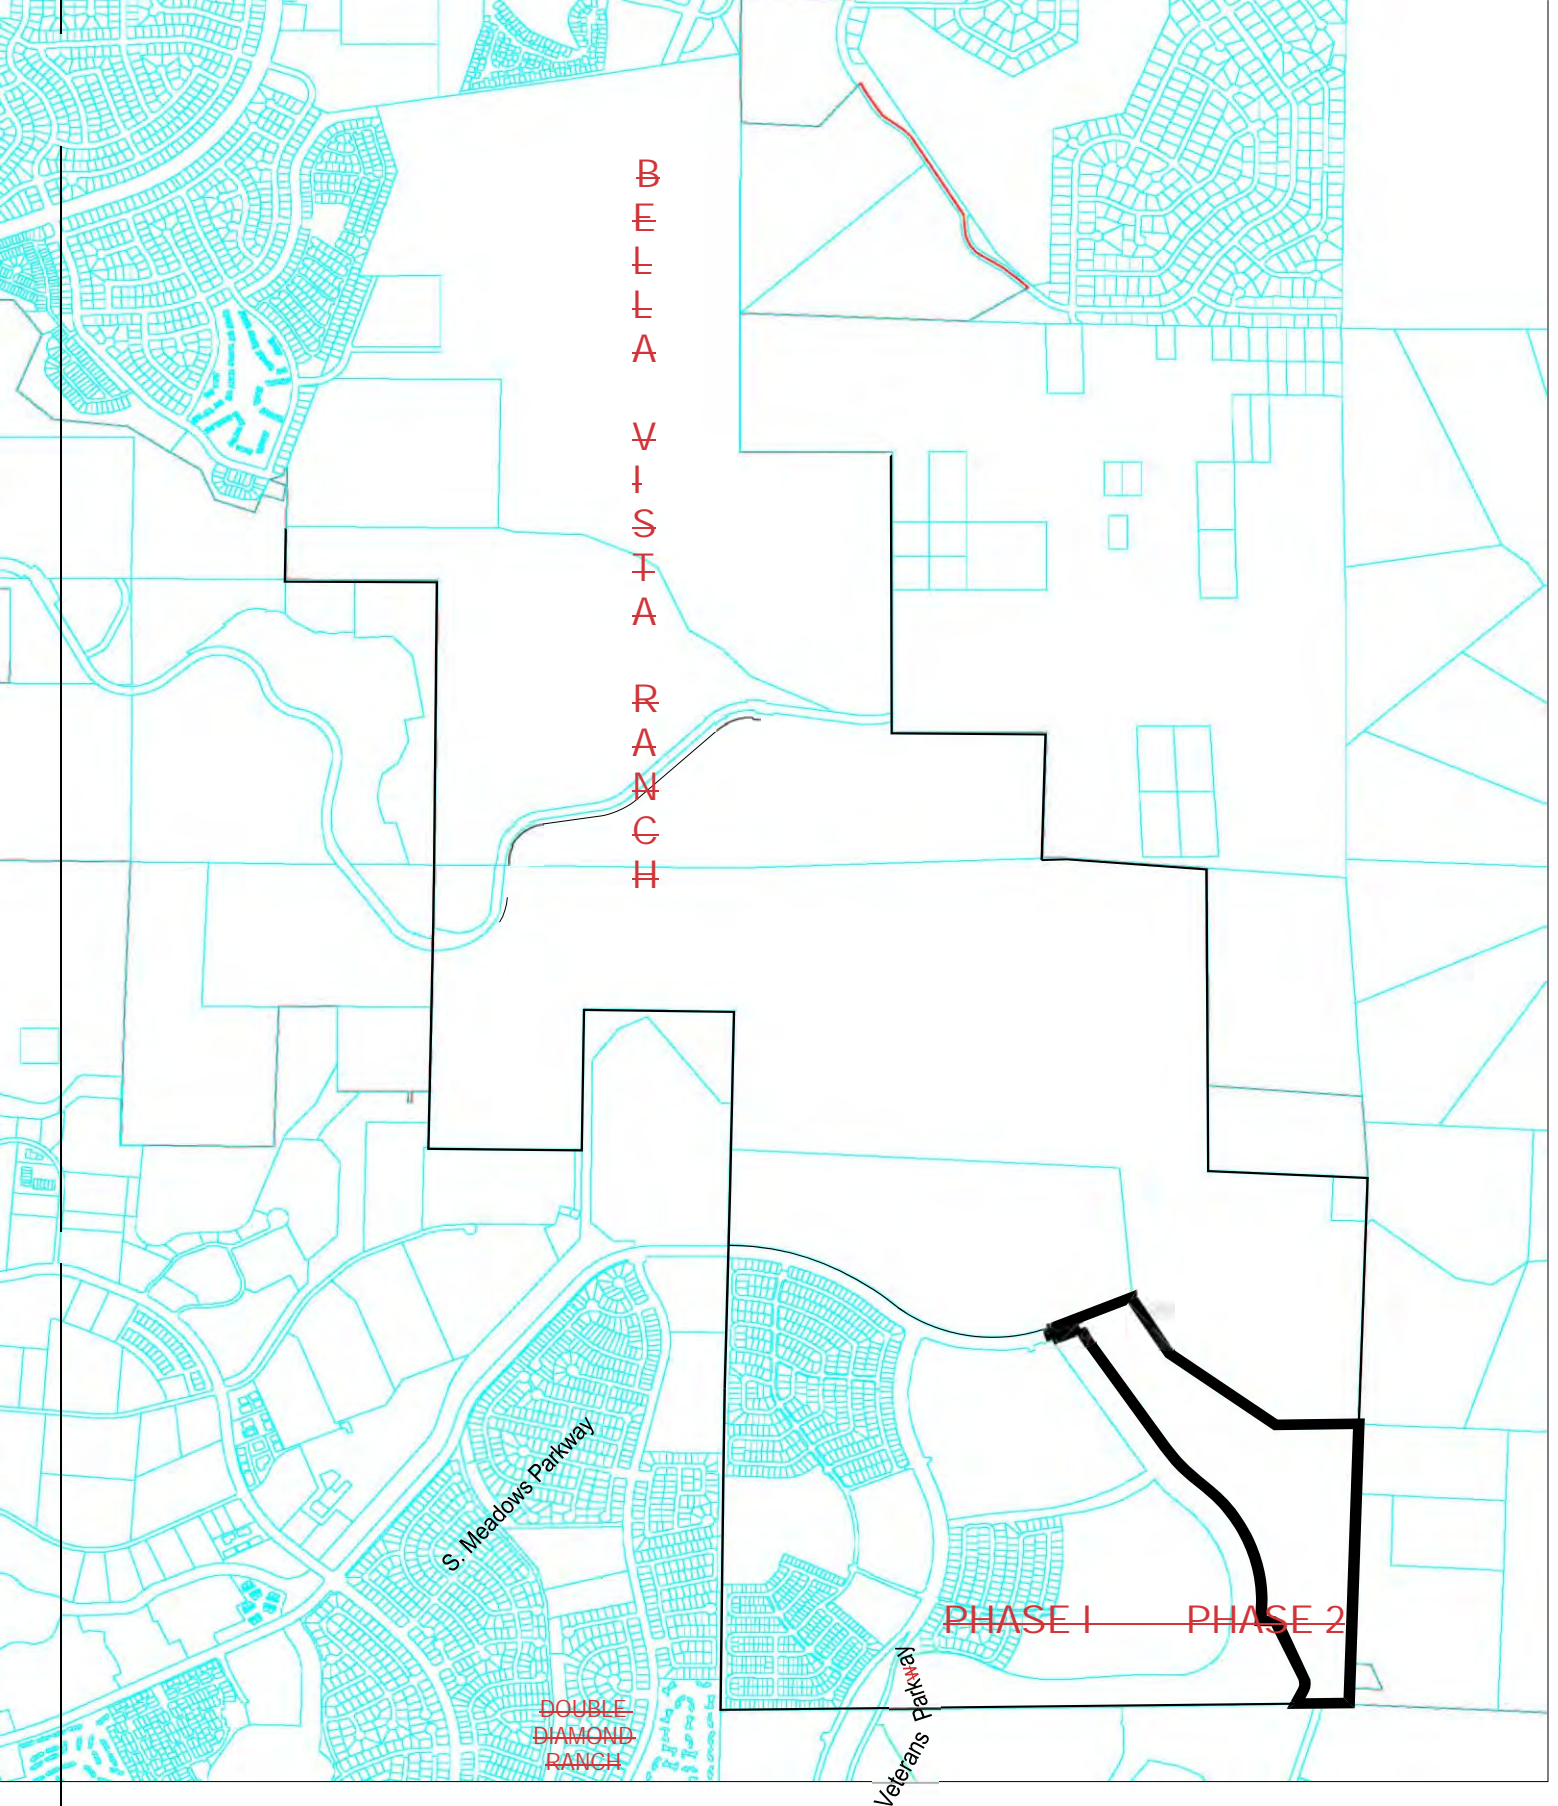 BELLA VISTA RANCH
S. Meadows Parkway
PHASE I PHASE 2
Veterans Parkway
DOUBLE
DIAMOND
RANCH